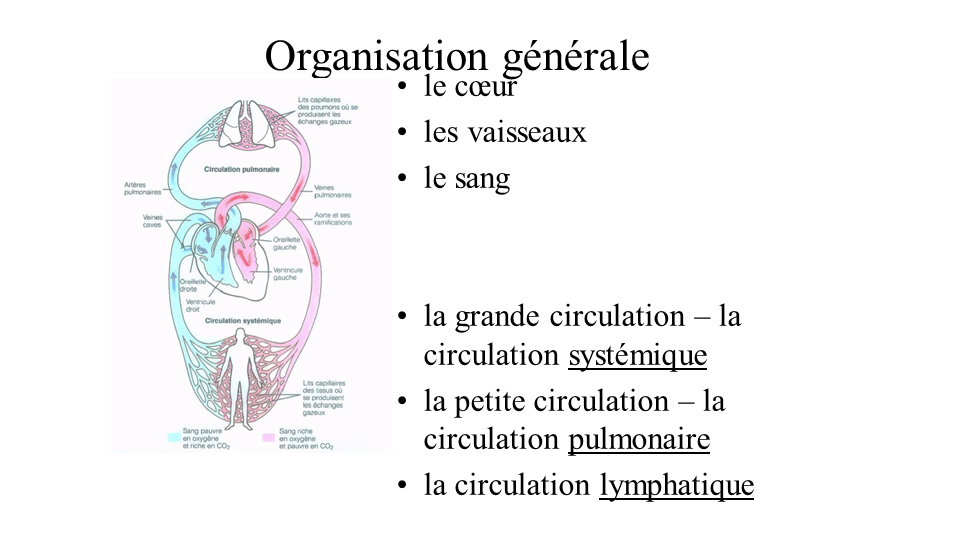 Organisation générale
• le cœur
• les vaisseaux
• le sang
• la grande circulation – la
circulation systémique
• la petite circulation – la
circulation pulmonaire
• la circulation lymphatique
Lits capillaires
des poumons où se
produisent les
échanges gazeux
Circulation pulmonaire
Artères
pulmonaires
Veines
pulmonaires
Veines
caves
Aorte et ses
ramifications
Oreillette
gauche
Ventricule
gauche
Oreillette
droite
Ventricule
droit
Circulation systémique
Lits capillaires
des tissus où
se produisent
les échanges
gazeux
Sang pauvre
en oxygène
et riche en CO₂
Sang riche
en oxygène
et pauvre en CO₂